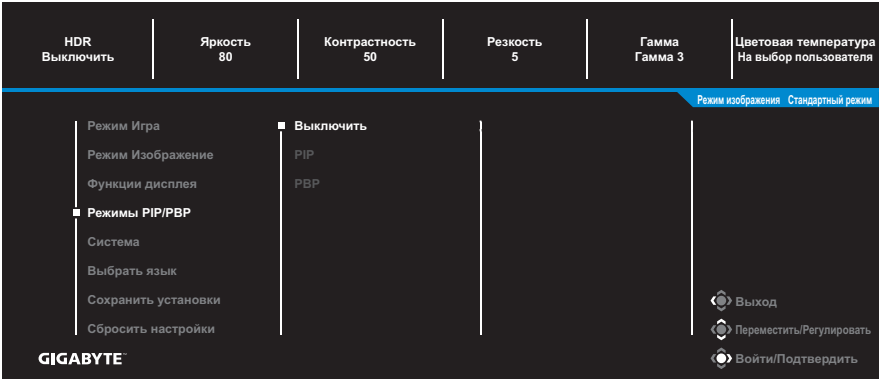 HDR
Выключить
Яркость
80
Контрастность
50
Резкость
5
Гамма
Гамма 3
Цветовая температура
На выбор пользователя
Режим изображения Стандартный режим
Режим Игра
Режим Изображение
Функции дисплея
Режимы PIP/PBP
Система
Выбрать язык
Сохранить установки
Сбросить настройки
Выключить
PIP
PBP
Выход
Переместить/Регулировать
Войти/Подтвердить
GIGABYTE™